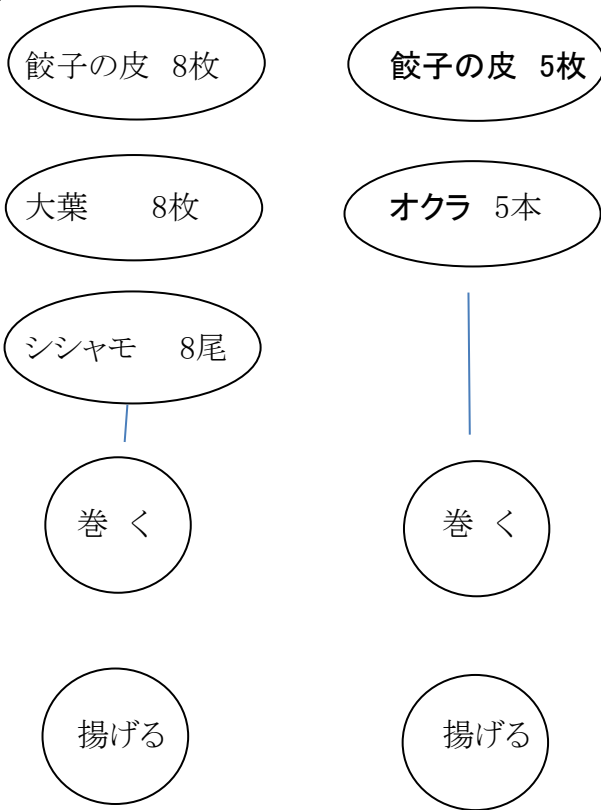 餃子の皮 8枚
餃子の皮 5枚
大葉 8枚
オクラ 5本
シシャモ 8尾
巻 く
巻 く
揚げる
揚げる